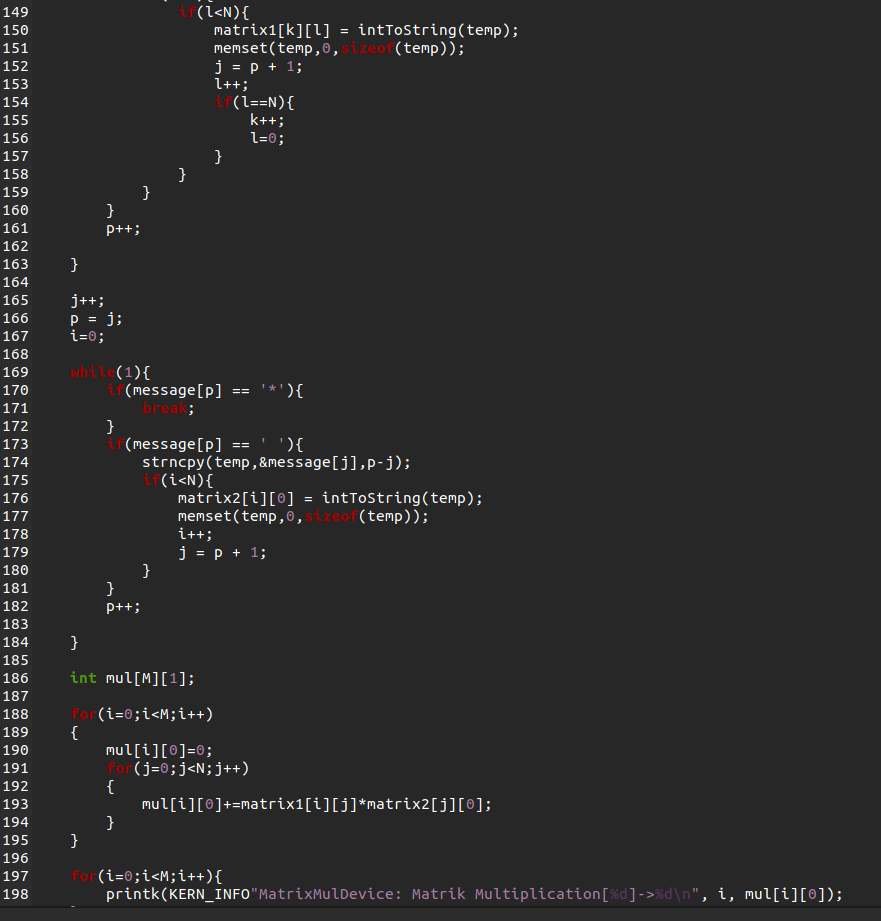 149                 if(l<N){
150                     matrix1[k][l] = intToString(temp);
151                     memset(temp,0,sizeof(temp));
152                     j = p + 1;
153                     l++;
154                     if(l==N){
155                         k++;
156                         l=0;
157                     }
158                 }
159             }
160         }
161         p++;
162
163     }
164
165     j++;
166     p = j;
167     i=0;
168
169     while(1){
170         if(message[p] == '*'){
171             break;
172         }
173         if(message[p] == ' '){
174             strncpy(temp,&message[j],p-j);
175             if(i<N){
176                 matrix2[i][0] = intToString(temp);
177                 memset(temp,0,sizeof(temp));
178                 i++;
179                 j = p + 1;
180             }
181         }
182         p++;
183
184     }
185
186     int mul[M][1];
187
188     for(i=0;i<M;i++)
189     {
190         mul[i][0]=0;
191         for(j=0;j<N;j++)
192         {
193             mul[i][0]+=matrix1[i][j]*matrix2[j][0];
194         }
195     }
196
197     for(i=0;i<M;i++){
198         printk(KERN_INFO"MatrixMulDevice: Matrik Multiplication[%d]->%d\n", i, mul[i][0]);